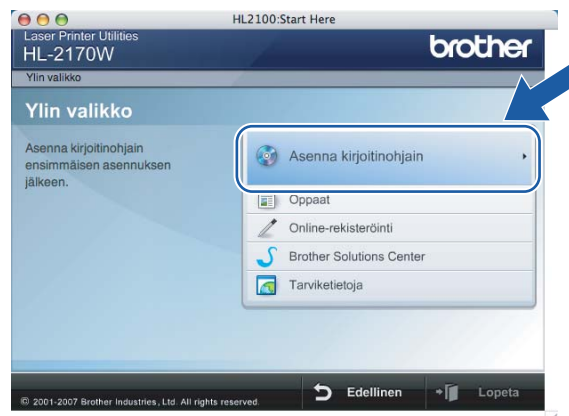 HL2100:Start Here
Laser Printer Utilities
HL-2170W
brother
Ylin valikko
Ylin valikko
Asenna kirjoitinohjain
ensimmäisen asennuksen
jälkeen.
Asenna kirjoitinohjain
Oppaat
Online-rekisteröinti
Brother Solutions Center
Tarviketietoja
© 2001-2007 Brother Industries, Ltd. All rights reserved.
Edellinen
Lopeta